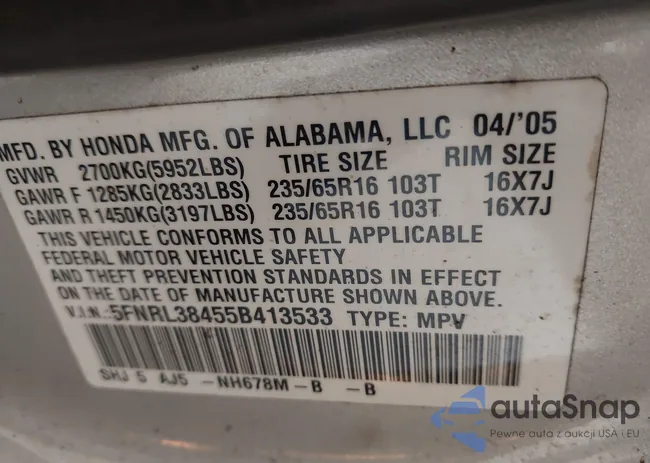 MFD. BY HONDA MFG. OF ALABAMA, LLC 04/'05
GVWR 2700KG(5952LBS) TIRE SIZE RIM SIZE
GAWR F 1285KG(2833LBS) 235/65R16 103T 16X7J
GAWR R 1450KG(3197LBS) 235/65R16 103T 16X7J
THIS VEHICLE CONFORMS TO ALL APPLICABLE
FEDERAL MOTOR VEHICLE SAFETY
AND THEFT PREVENTION STANDARDS IN EFFECT
ON THE DATE OF MANUFACTURE SHOWN ABOVE.
V.I.N.:5FNRL38455B413533 TYPE: MPV
SHJ 5 AJ5 -NH678M -B -B
autaSnap
Pewne auta z aukcji USA i EU